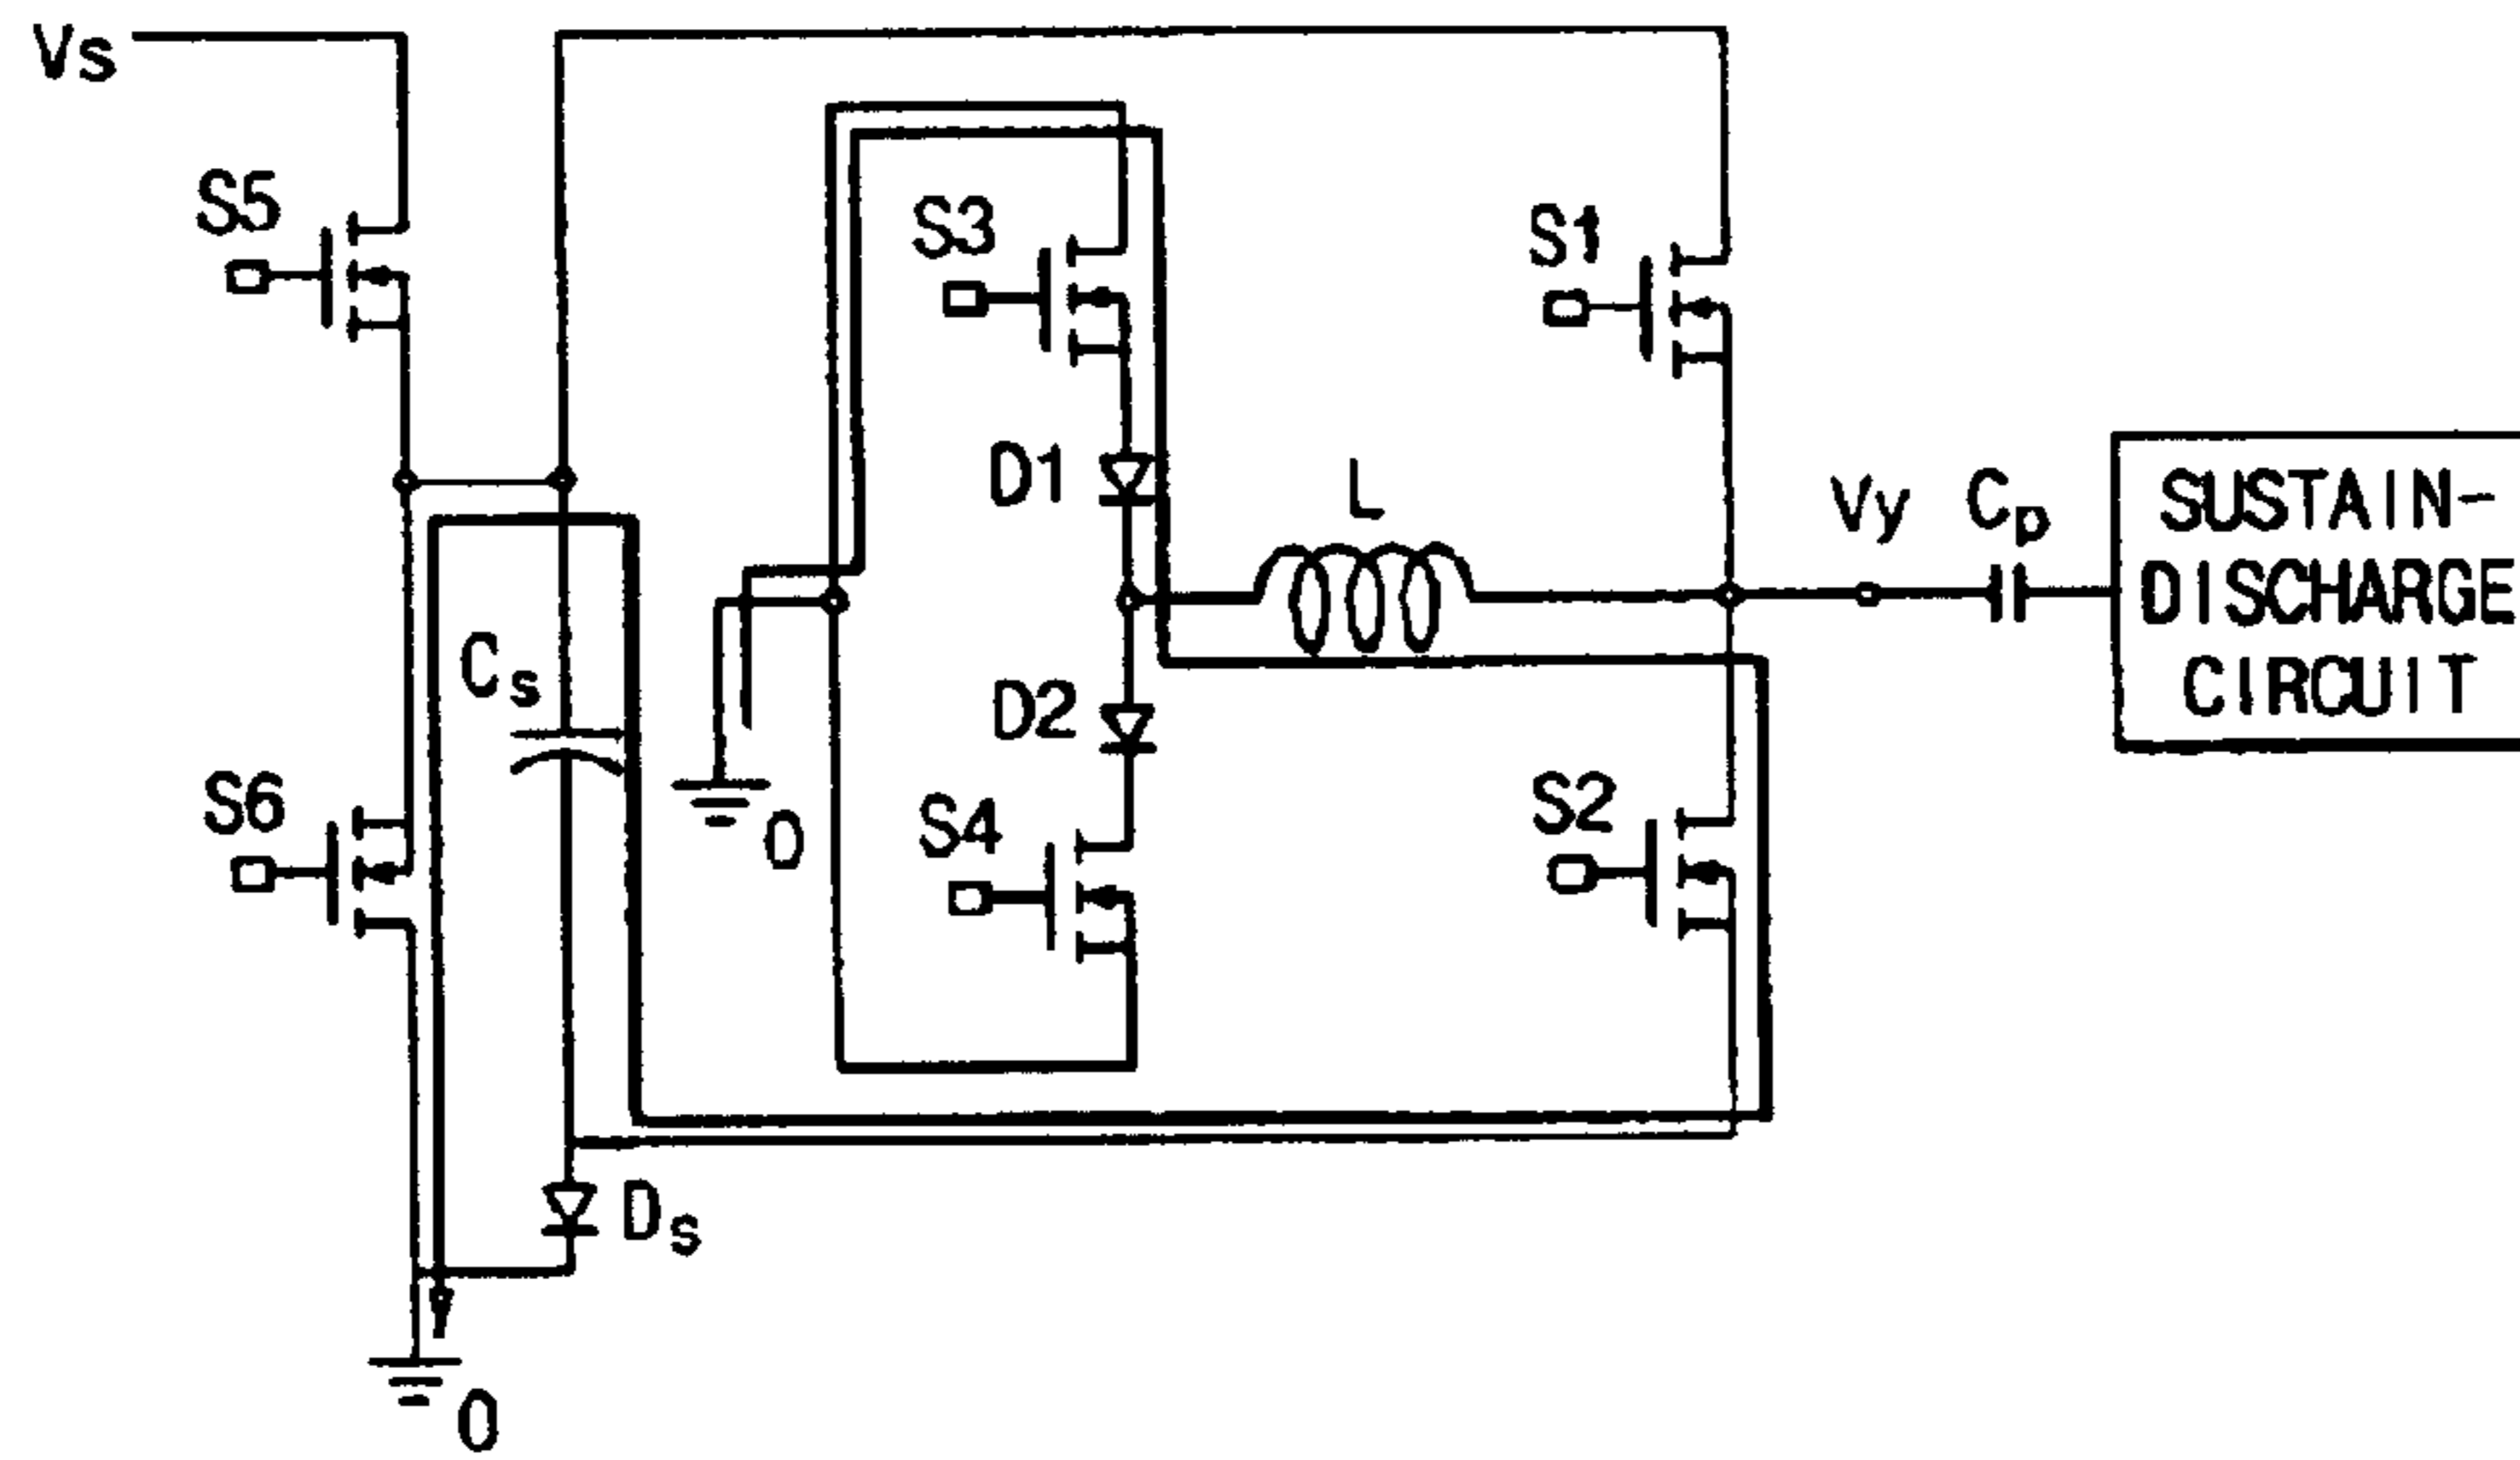 Vs
S5
S3
S1
D1
L
Vy
Cp
SUSTAIN-
DISCHARGE
CIRCUIT
Cs
D2
S6
S4
S2
0
Ds
0